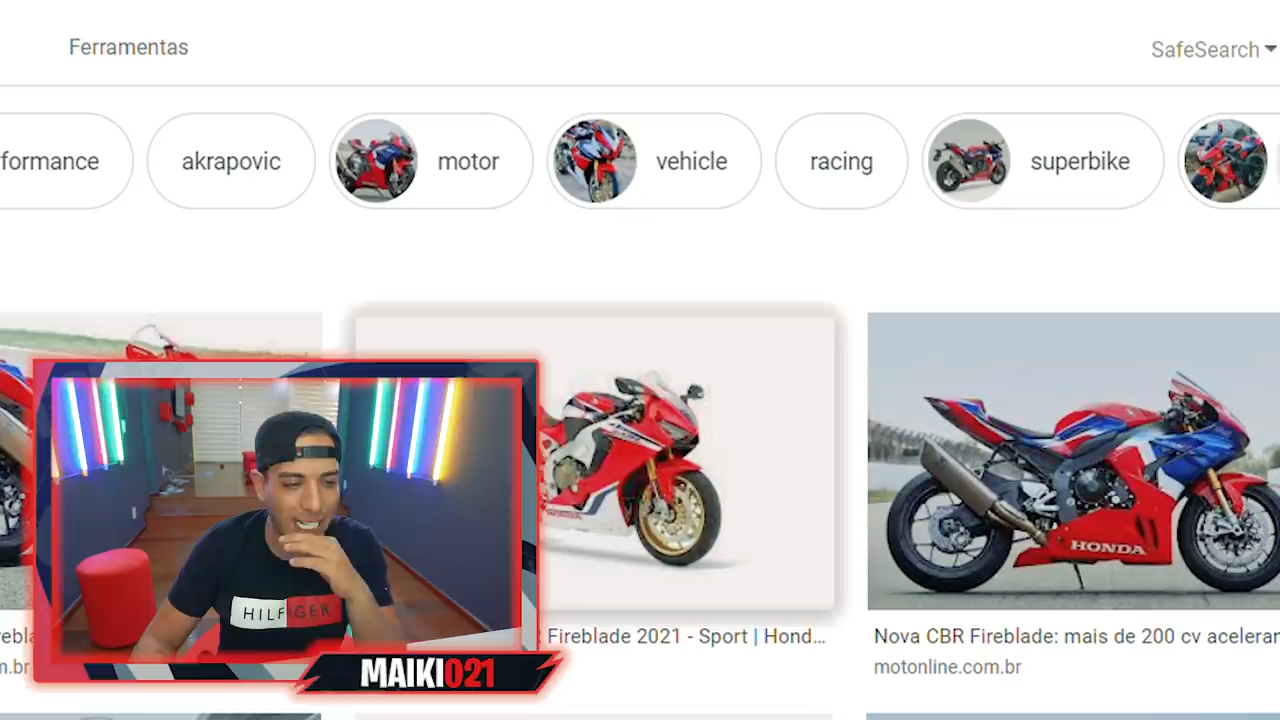 Ferramentas
SafeSearch
formance
akrapovic
motor
vehicle
racing
superbike
HONDA
HILFIGER
Fireblade 2021 - Sport | Hond...
Nova CBR Fireblade: mais de 200 cv aceleran
motonline.com.br
MAIKI021